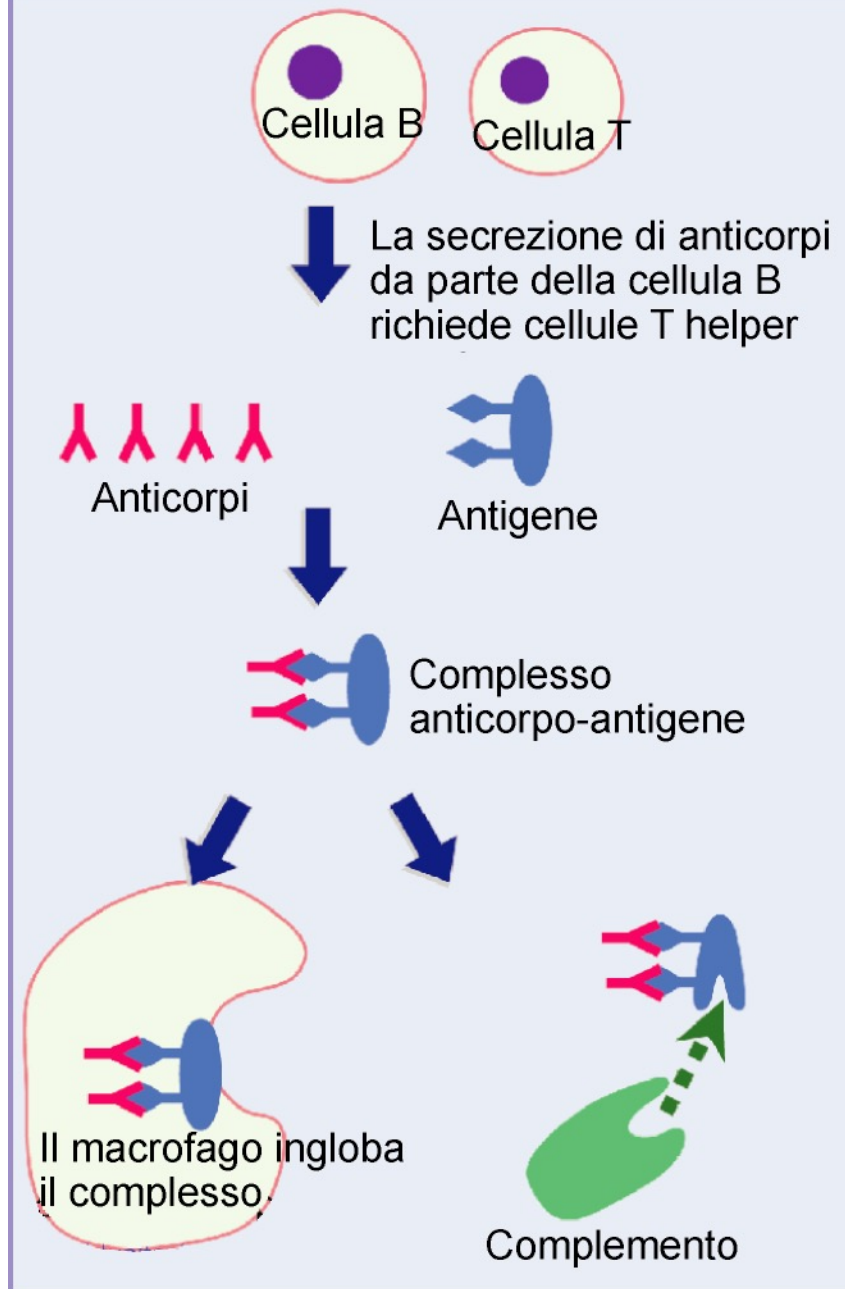 Cellula B
Cellula T
La secrezione di anticorpi
da parte della cellula B
richiede cellule T helper
Anticorpi
Antigene
Complesso
anticorpo-antigene
Il macrofago ingloba
il complesso
Complemento